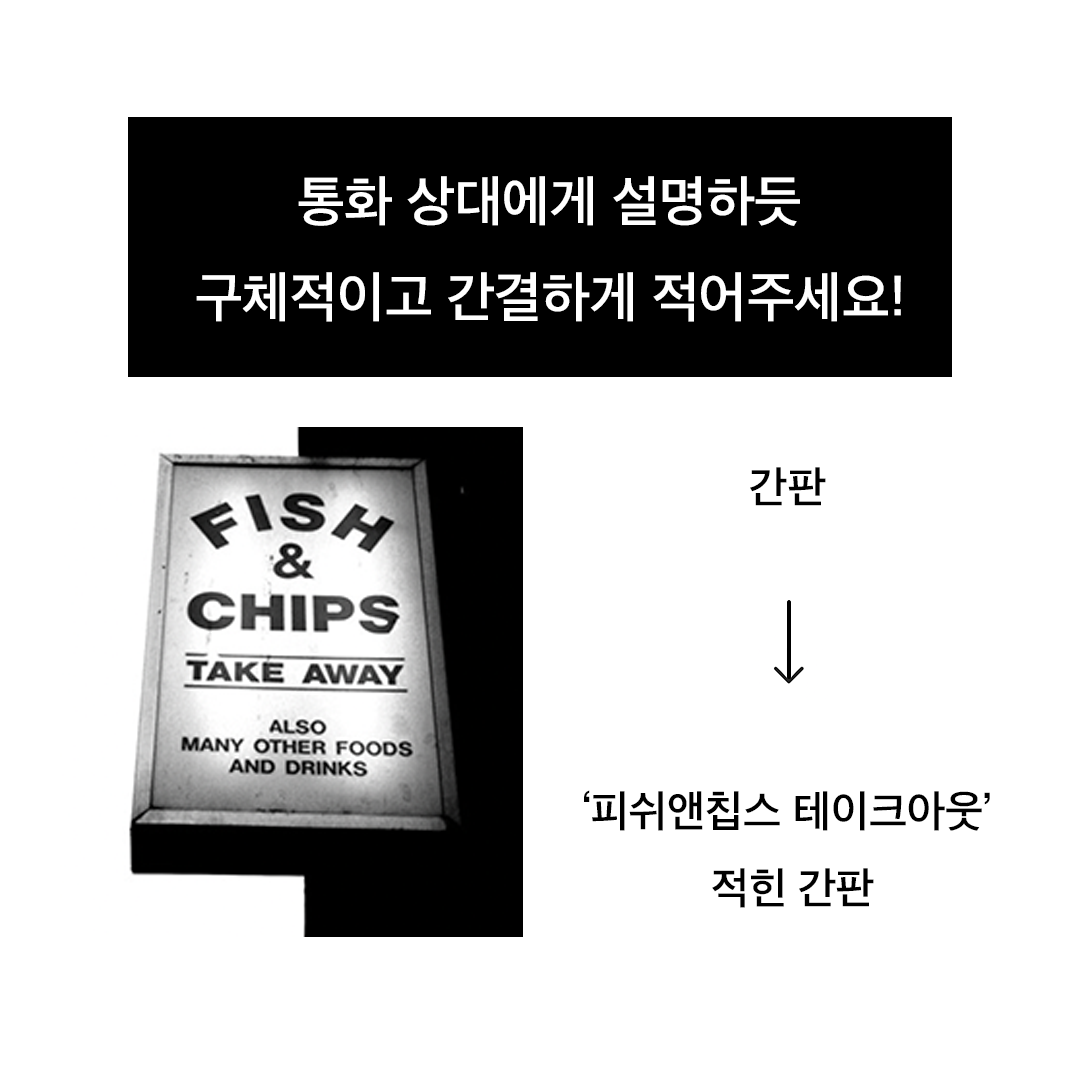 통화 상대에게 설명하듯
구체적이고 간결하게 적어주세요!
FISH
&
CHIPS
TAKE AWAY
ALSO
MANY OTHER FOODS
AND DRINKS
간판
‘피쉬앤칩스 테이크아웃’
적힌 간판